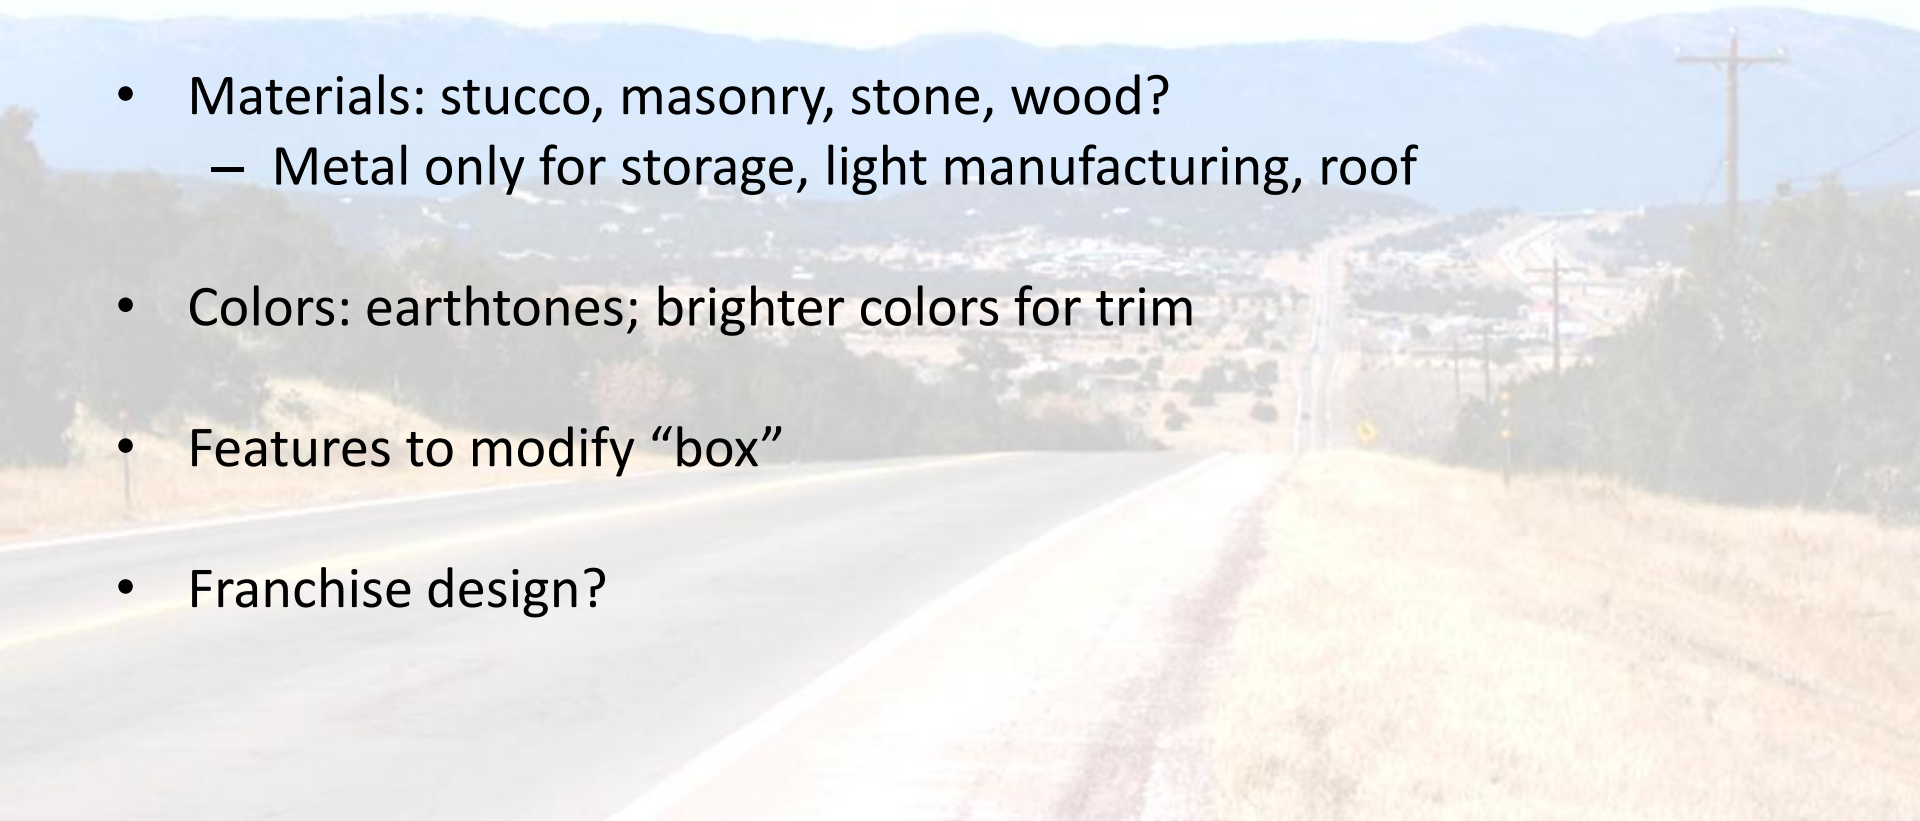 • Materials: stucco, masonry, stone, wood?
– Metal only for storage, light manufacturing, roof
• Colors: earthtones; brighter colors for trim
• Features to modify “box”
• Franchise design?